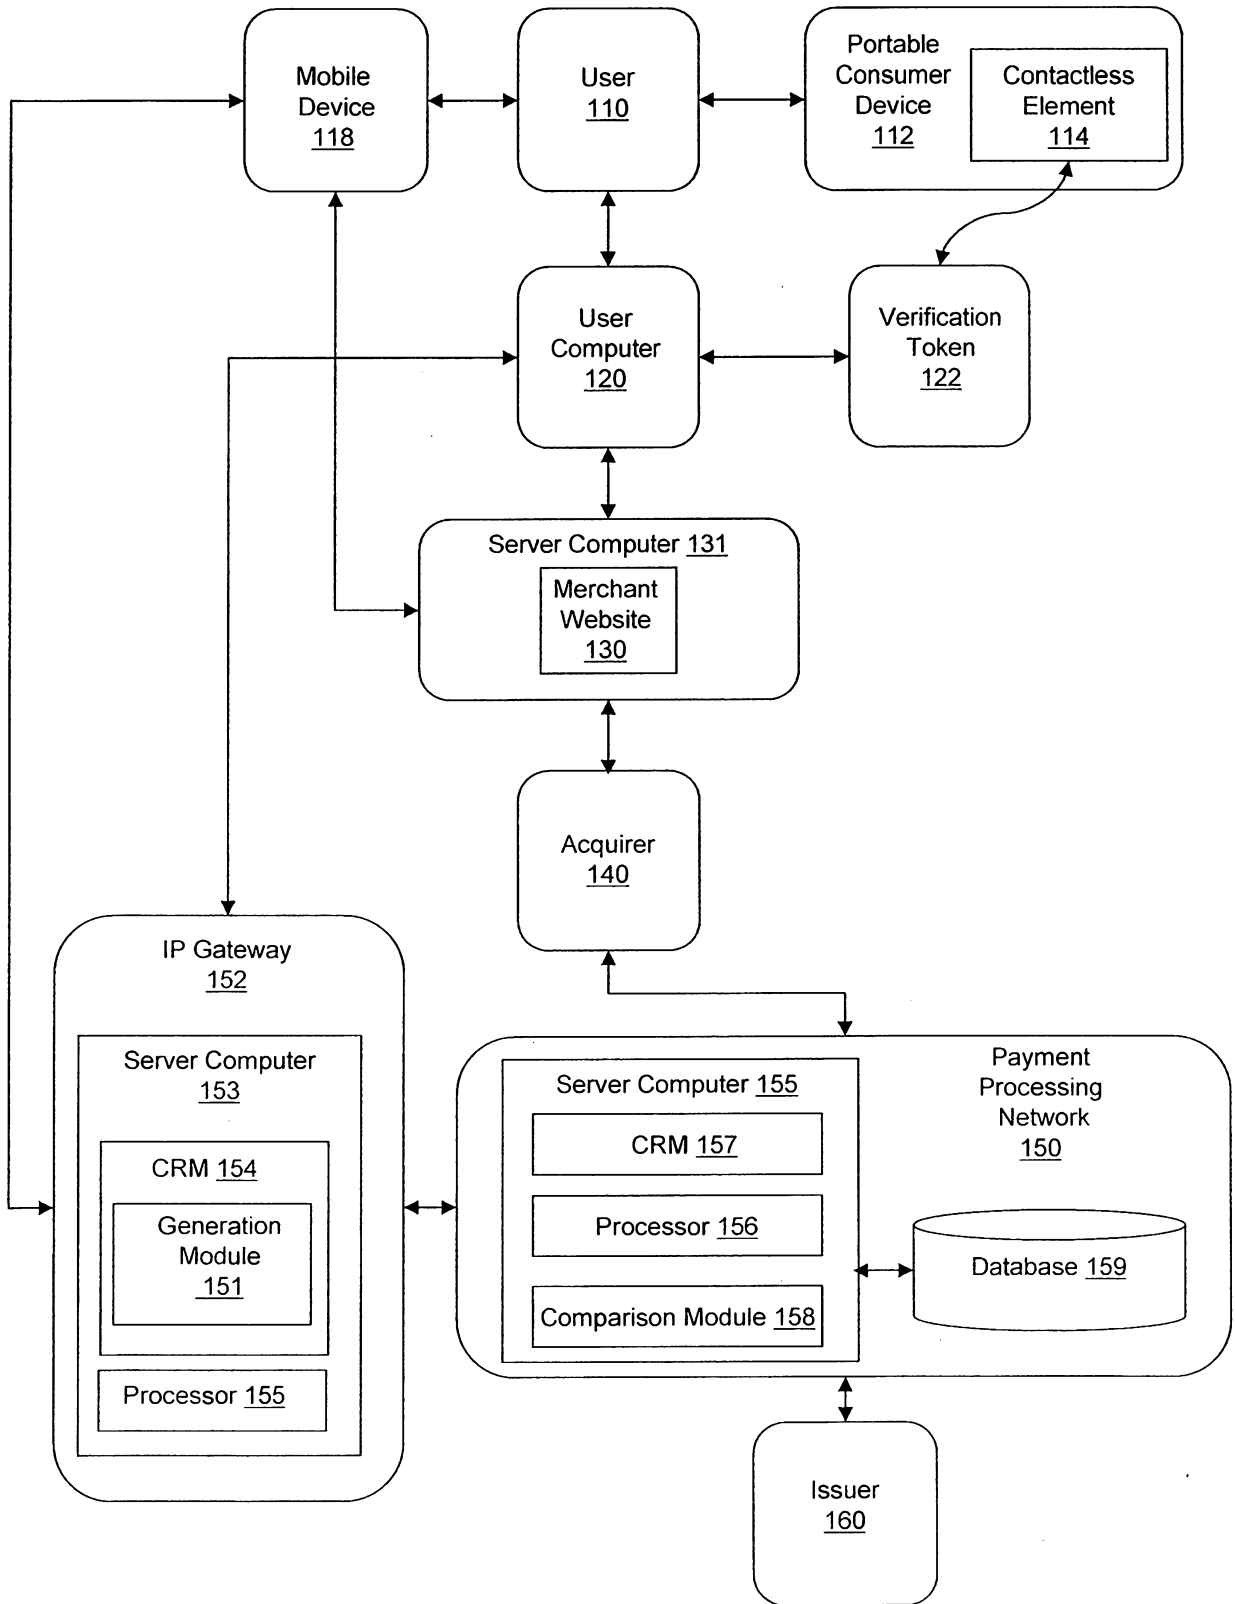 Mobile
Device
118
User
110
Portable
Consumer
Device
112
Contactless
Element
114
User
Computer
120
Verification
Token
122
Server Computer 131
Merchant
Website
130
Acquirer
140
IP Gateway
152
Server Computer
153
CRM 154
Generation
Module
151
Processor 155
Server Computer 155
CRM 157
Processor 156
Comparison Module 158
Payment
Processing
Network
150
Database 159
Issuer
160